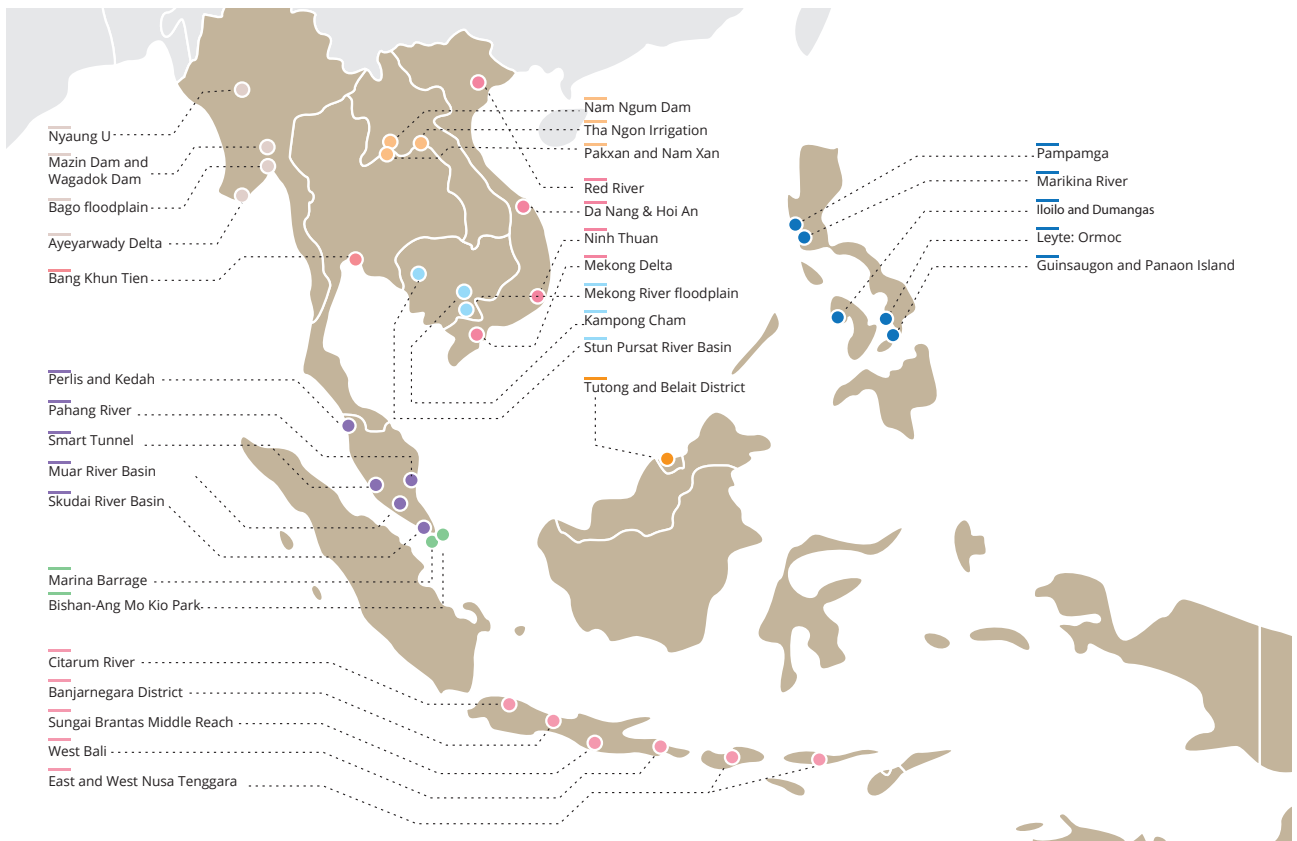 Nyaung U
Mazin Dam and
Wagadok Dam
Bago floodplain
Ayeyarwady Delta
Bang Khun Tien
Perlis and Kedah
Pahang River
Smart Tunnel
Muar River Basin
Skudai River Basin
Marina Barrage
Bishan-Ang Mo Kio Park
Citarum River
Banjarnegara District
Sungai Brantas Middle Reach
West Bali
East and West Nusa Tenggara
Nam Ngum Dam
Tha Ngon Irrigation
Pakxan and Nam Xan
Red River
Da Nang & Hoi An
Ninh Thuan
Mekong Delta
Mekong River floodplain
Kampong Cham
Stun Pursat River Basin
Tutong and Belait District
Pampamga
Marikina River
Iloilo and Dumangas
Leyte: Ormoc
Guinsaugon and Panaon Island